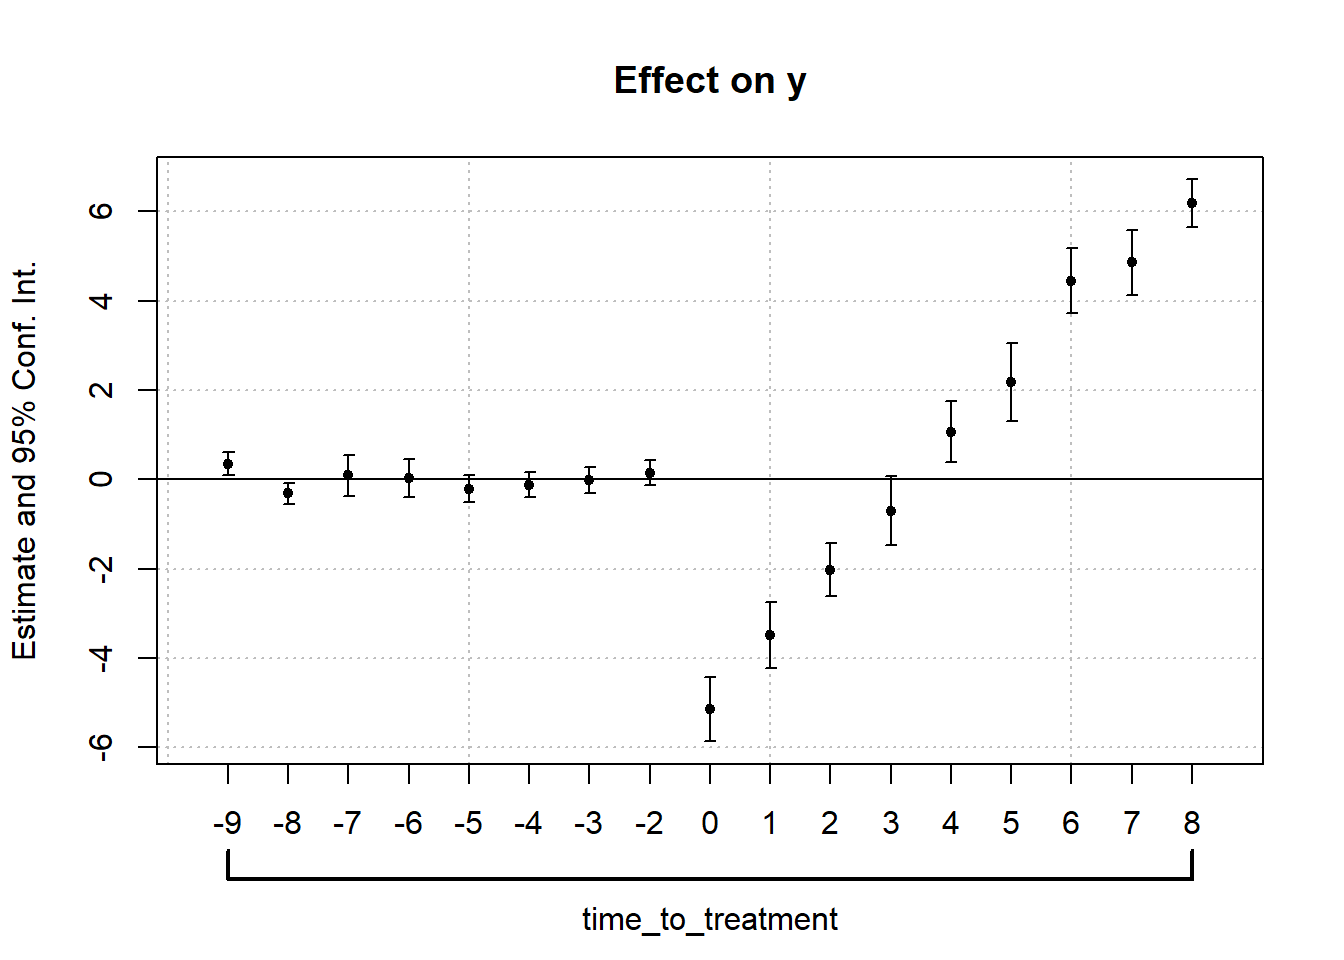 Effect on y
Estimate and 95% Conf. Int.
6
4
2
0
-2
-4
-6
-9 -8 -7 -6 -5 -4 -3 -2 0 1 2 3 4 5 6 7 8
time_to_treatment